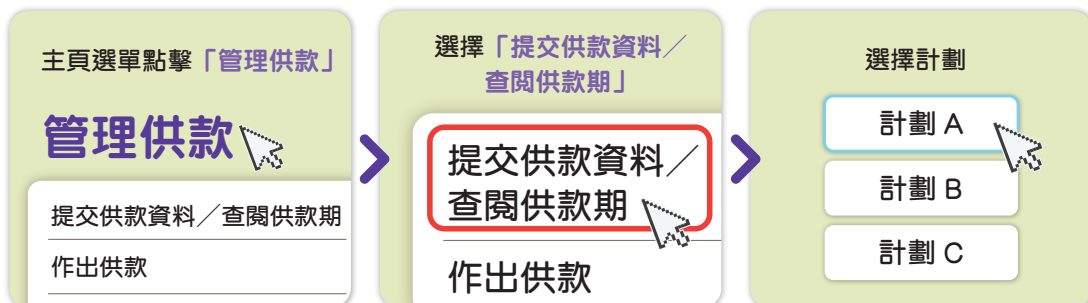 主頁選單點擊「管理供款」
管理供款
提交供款資料／查閱供款期
作出供款
選擇「提交供款資料／
查閱供款期」
提交供款資料／
查閱供款期
作出供款
選擇計劃
計劃 A
計劃 B
計劃 C